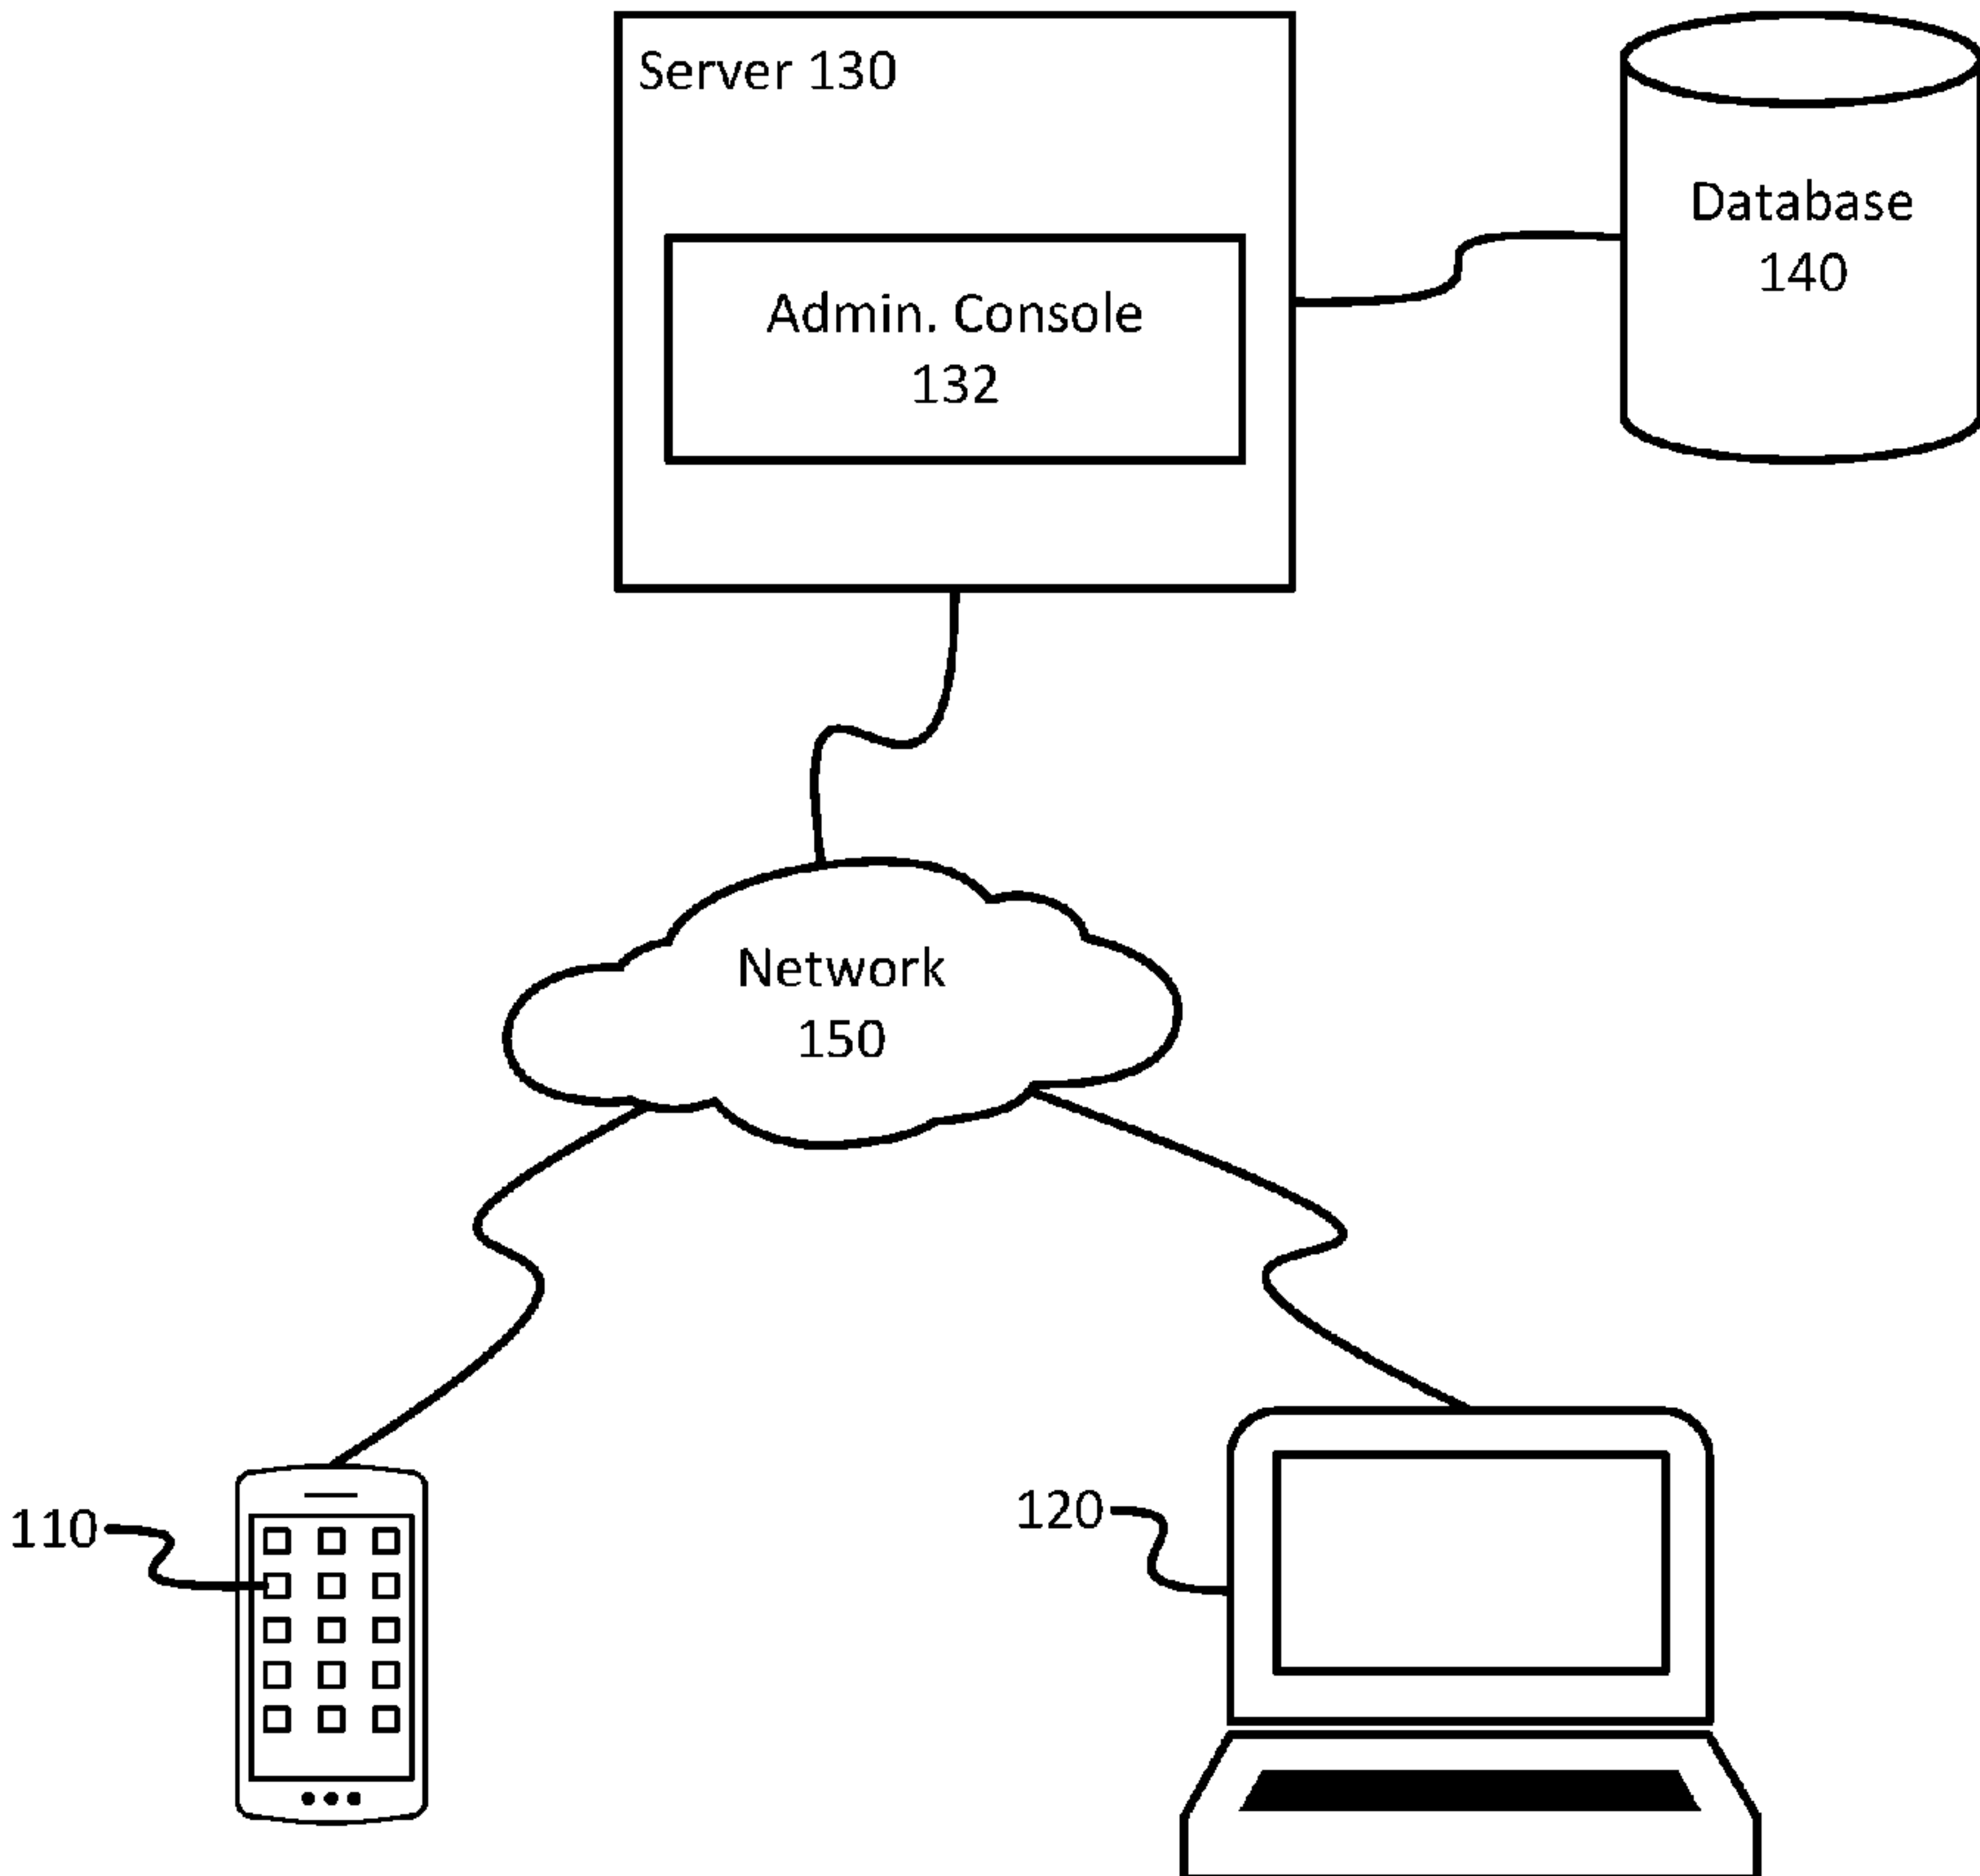 Server 130
Database
140
Admin. Console
132
Network
150
110
120